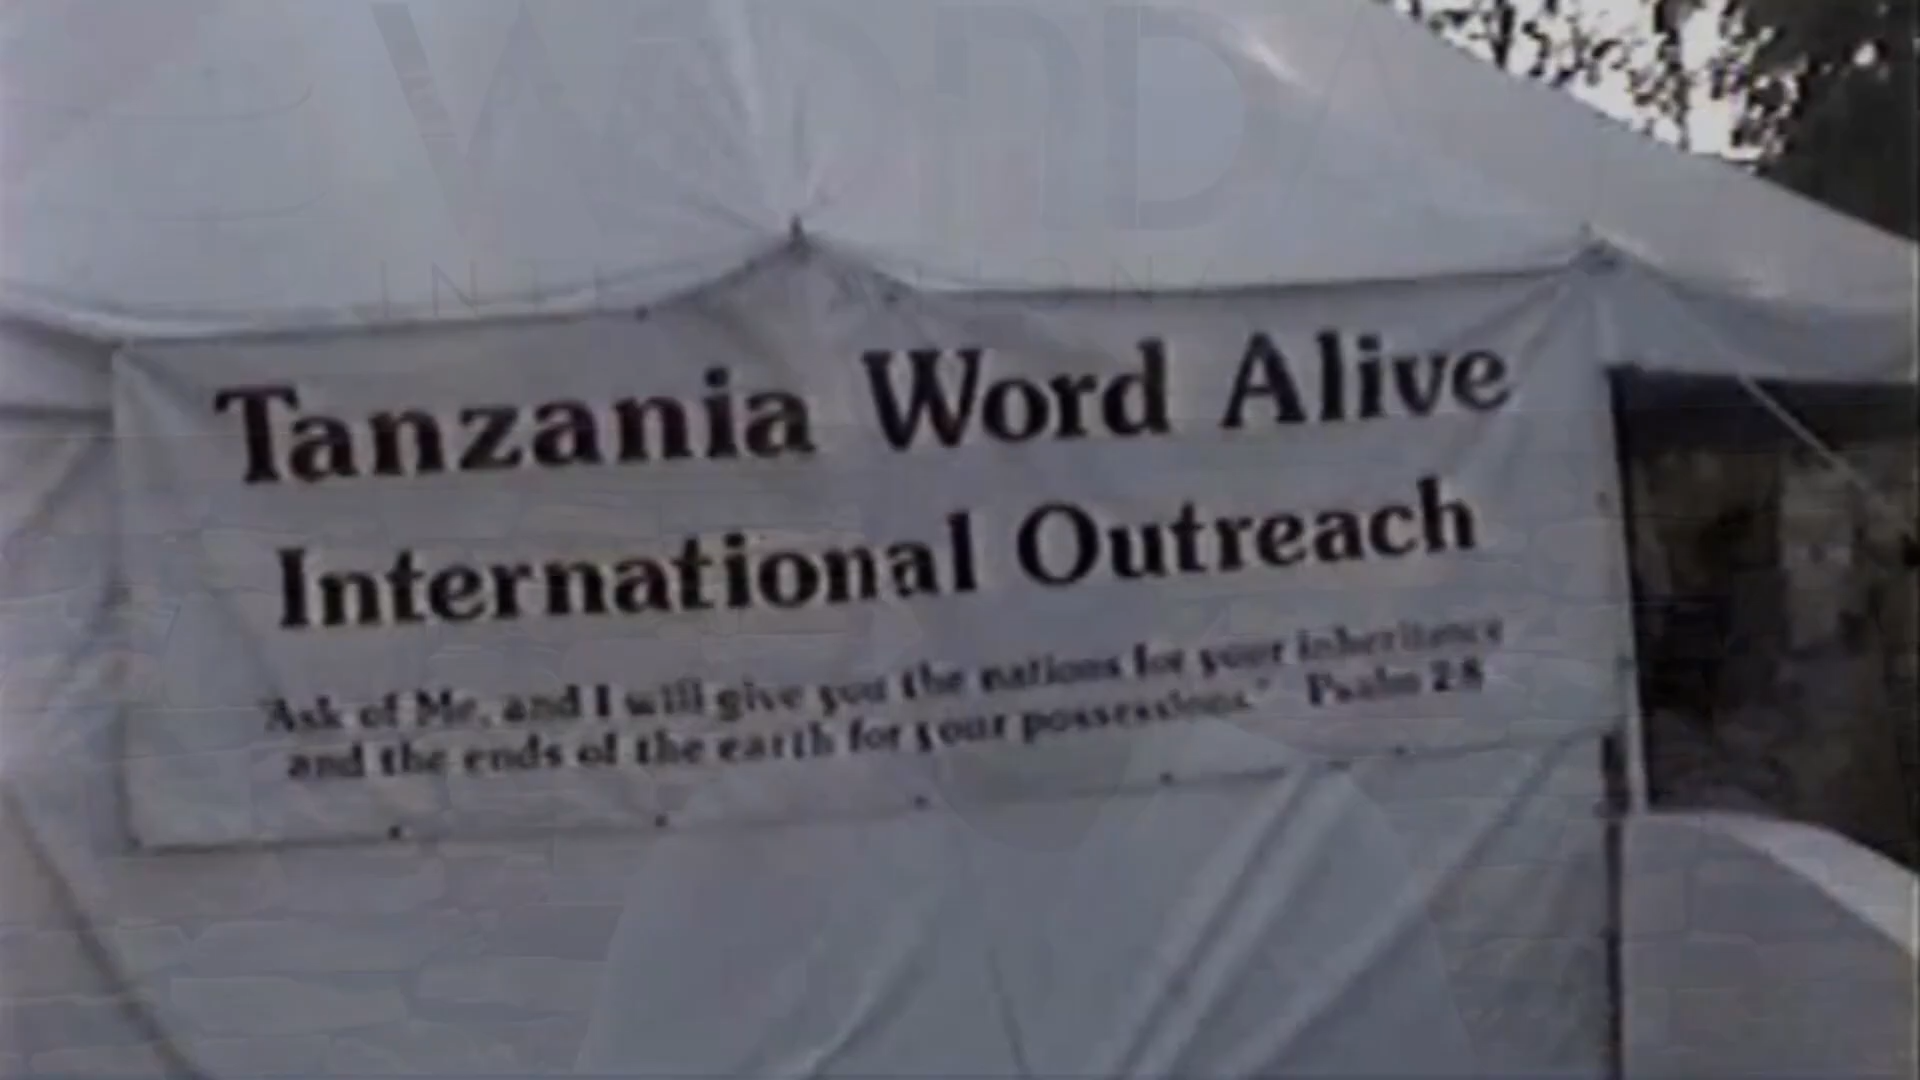 Tanzania Word Alive
International Outreach
"Ask of Me, and I will give you the nations for your inheritance
and the ends of the earth for your possessions." Psalm 2:8